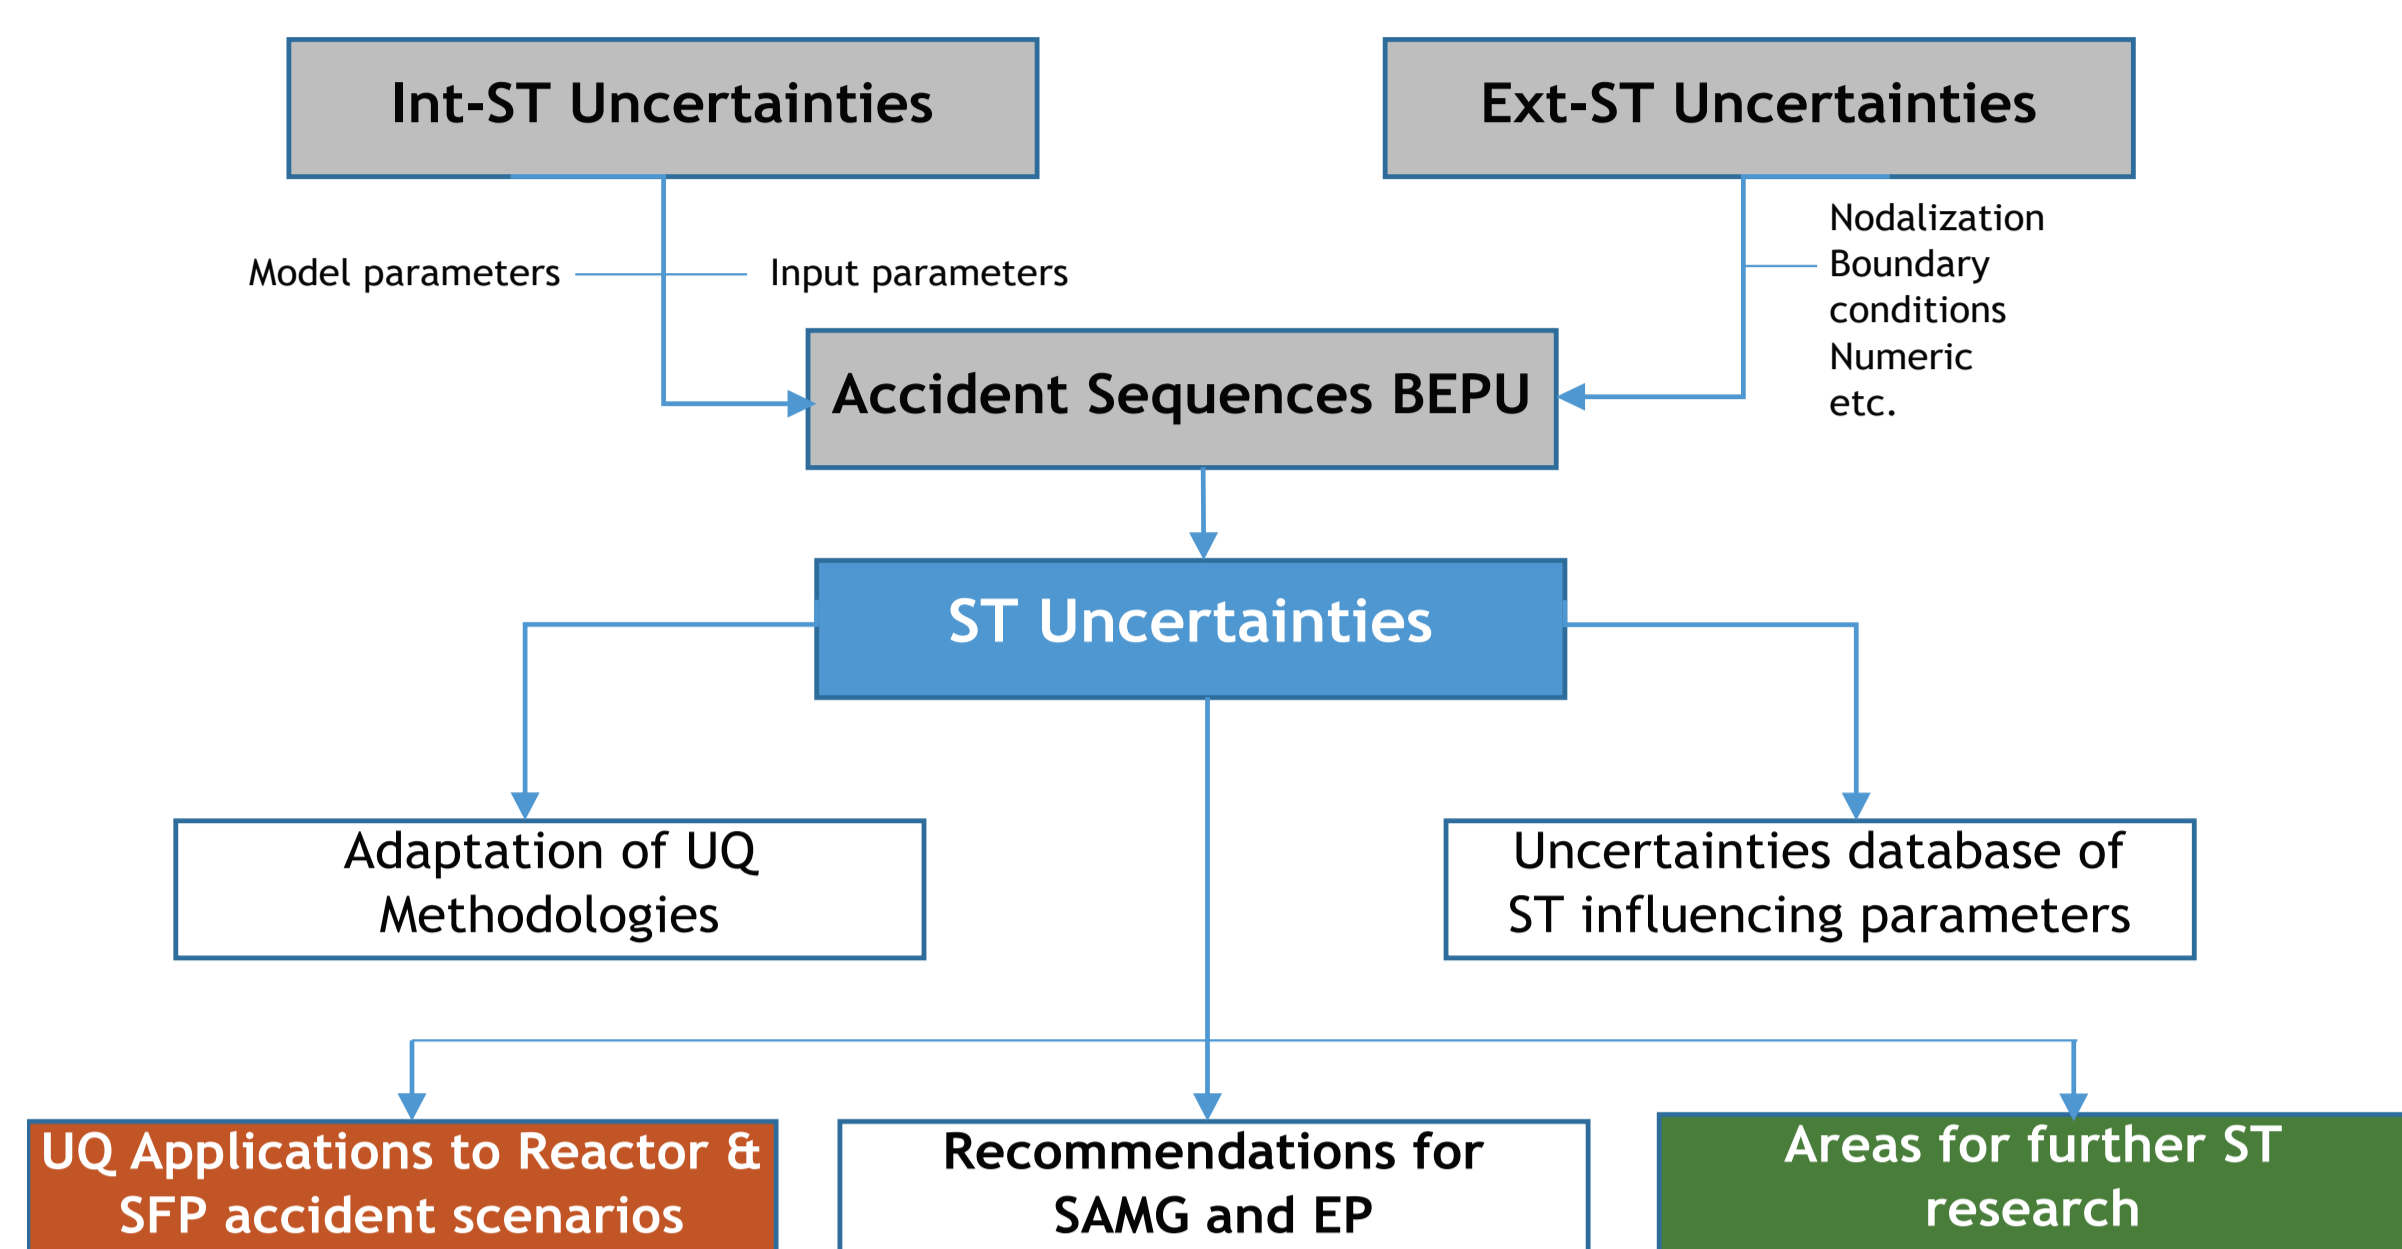 Int-ST Uncertainties
Ext-ST Uncertainties
Model parameters
Input parameters
Nodalization
Boundary
conditions
Numeric
etc.
Accident Sequences BEPU
ST Uncertainties
Adaptation of UQ
Methodologies
Uncertainties database of
ST influencing parameters
UQ Applications to Reactor &
SFP accident scenarios
Recommendations for
SAMG and EP
Areas for further ST
research